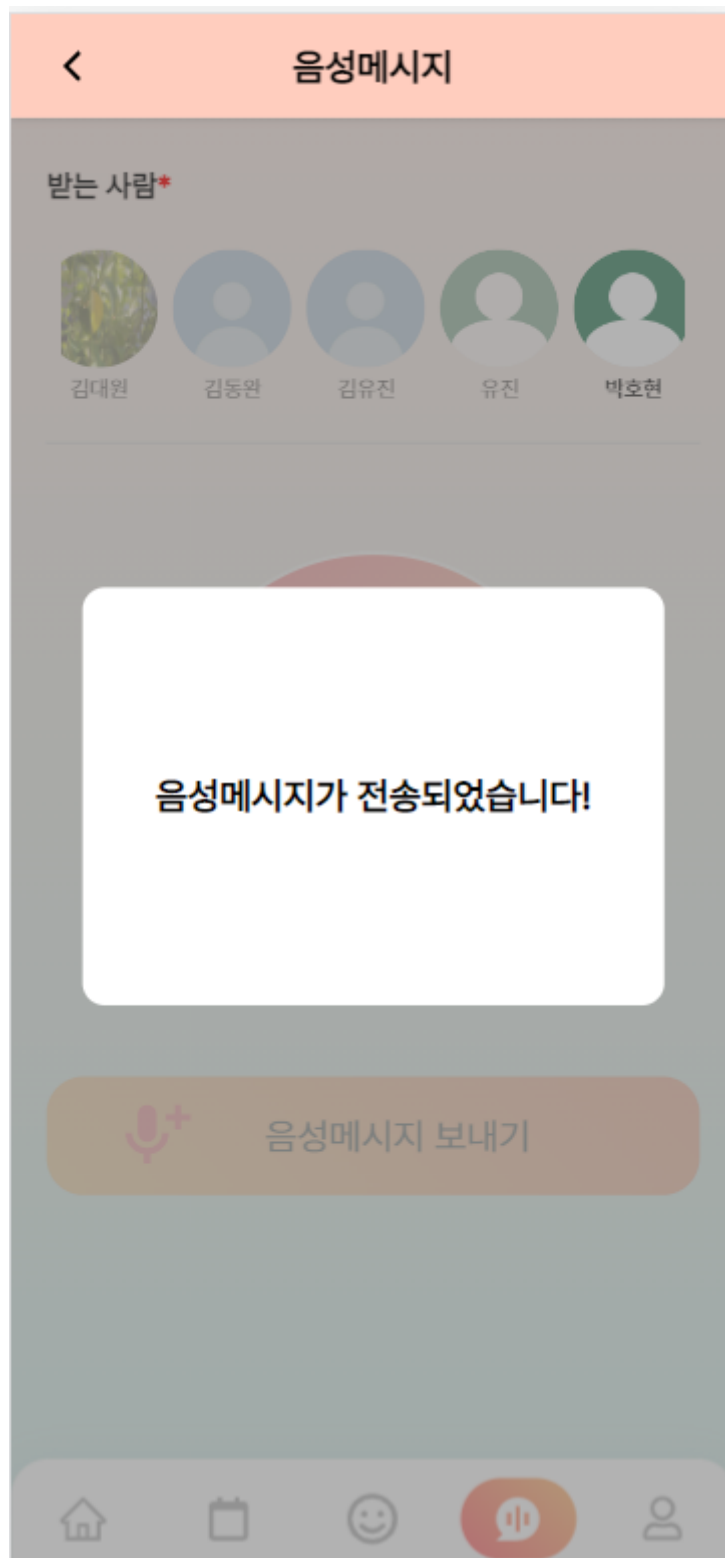 음성메시지
받는 사람*
김대원 김동완 김유진 유진 박호현
음성메시지가 전송되었습니다!
음성메시지 보내기